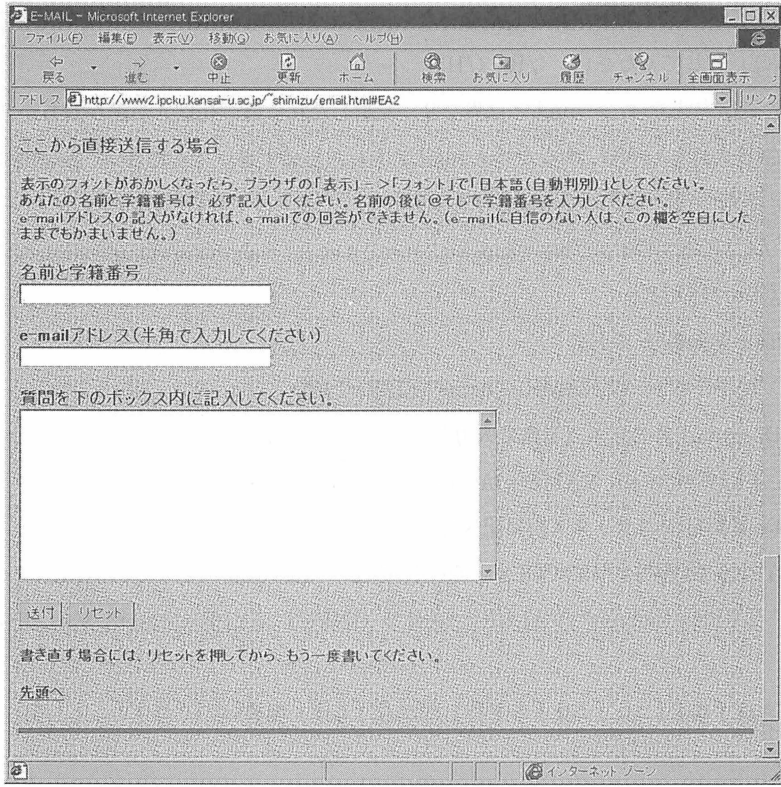 E-MAIL - Microsoft Internet Explorer
ファイル(F) 編集(E) 表示(V) 移動(G) お気に入り(A) ヘルプ(H)
戻る 進む 中止 更新 ホーム 検索 お気に入り 履歴 チャンネル 全画面表示
アドレス http://www2.ipcku.kansai-u.ac.jp/~shimizu/email.html#EA2 リンク
ここから直接送信する場合
表示のフォントがおかしくなったら、ブラウザの「表示」->「フォント」で「日本語(自動判別)」としてください。
あなたの名前と学籍番号は、必ず記入してください。名前の後に@そして学籍番号を入力してください。
e-mailアドレスの記入がなければ、e-mailでの回答ができません。(e-mailに自信のない人は、この欄を空白にした
ままでもかまいません。)
名前と学籍番号
e-mailアドレス(半角で入力してください)
質問を下のボックス内に記入してください。
送付 リセット
書き直す場合には、リセットを押してから、もう一度書いてください。
先頭へ
インターネット ゾーン